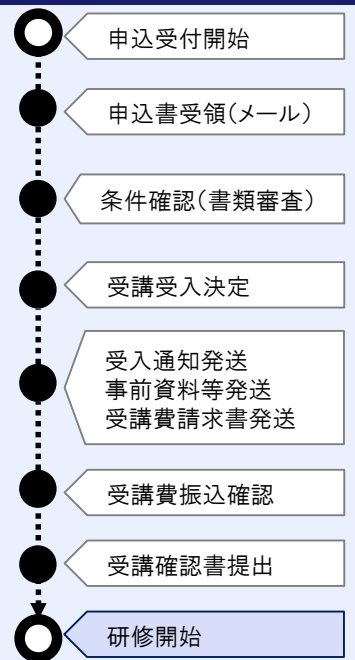 申込受付開始
申込書受領(メール)
条件確認(書類審査)
受講受入決定
受入通知発送
事前資料等発送
受講費請求書発送
受講費振込確認
受講確認書提出
研修開始